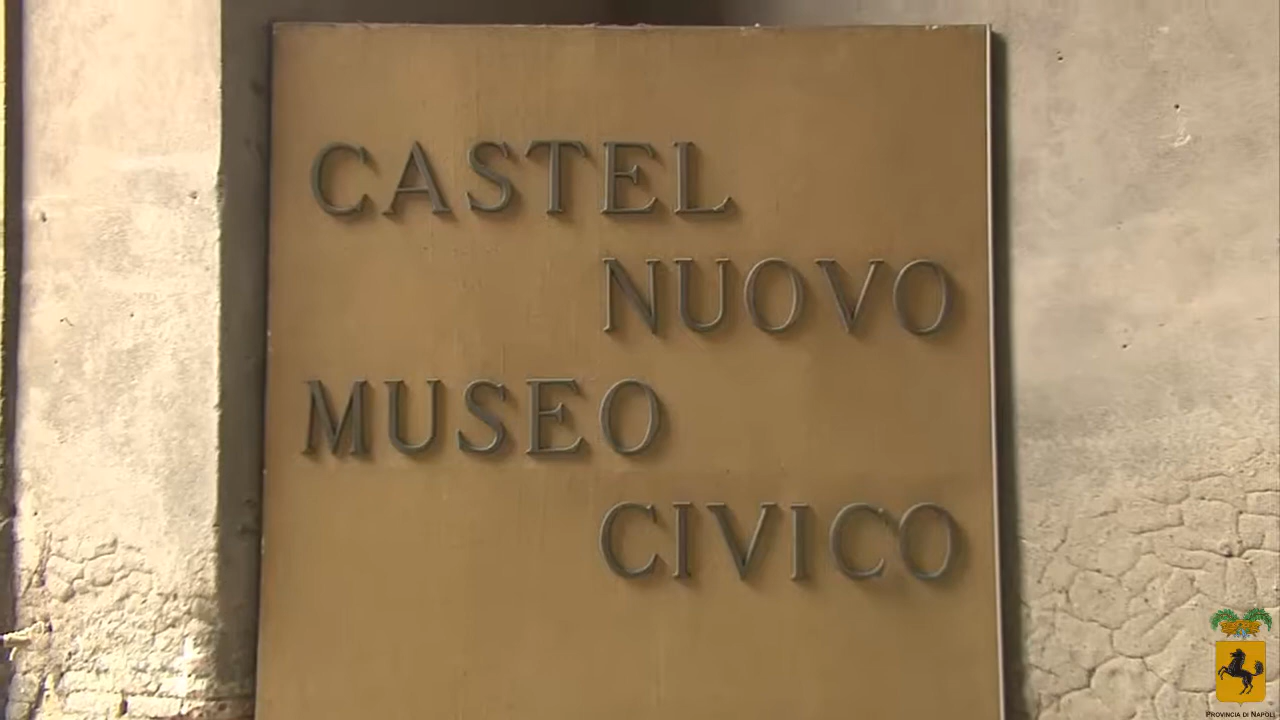 CASTEL
NUOVO
MUSEO
CIVICO
PROVINCIA DI NAPOLI